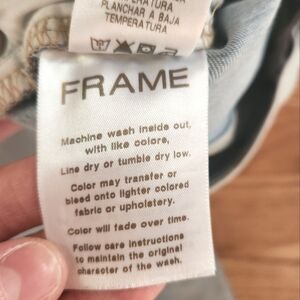 PLANCHAR A BAJA
TEMPERATURA
FRAME
Machine wash inside out,
with like colors,
Line dry or tumble dry low.
Color may transfer or
bleed onto lighter colored
fabric or upholstery.
Color will fade over time.
Follow care instructions
to maintain the original
character of the wash.